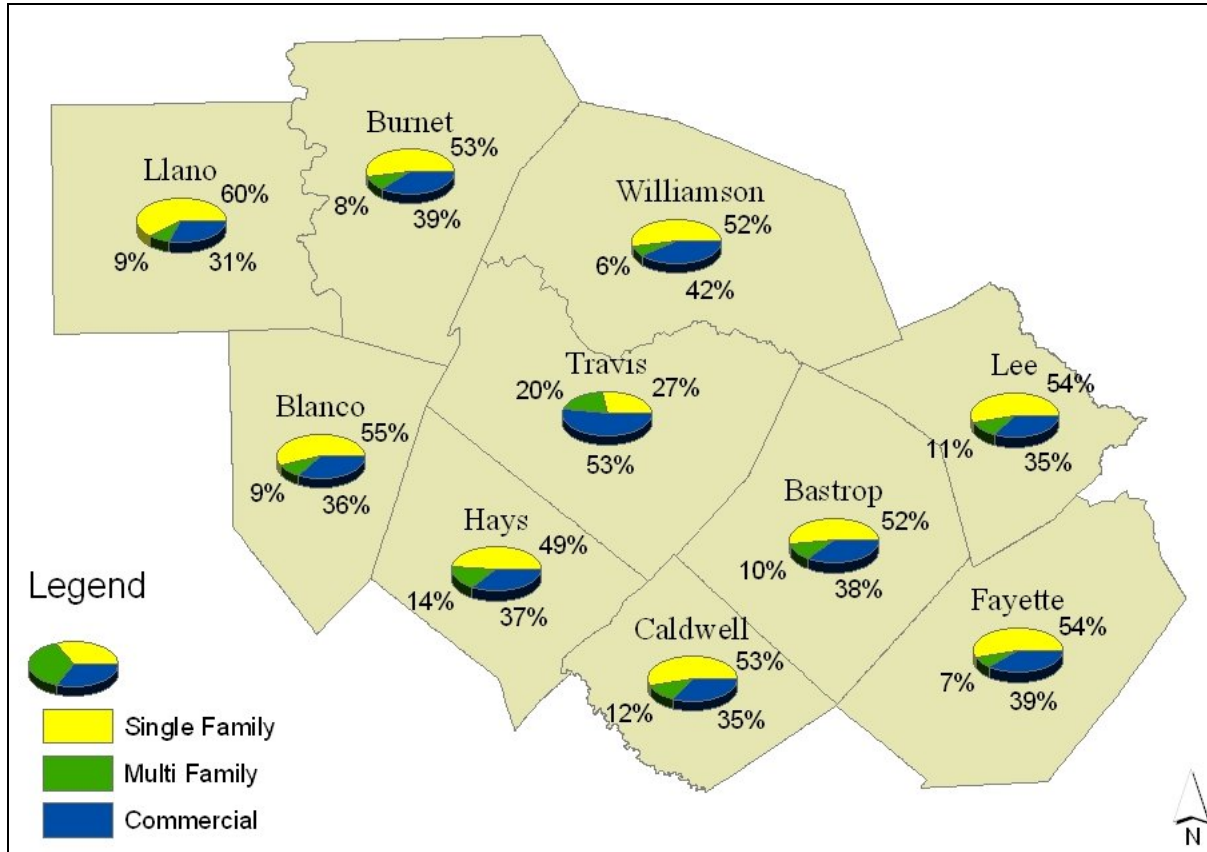 Burnet
53%
8%
39%
Llano
60%
9%
31%
Williamson
52%
6%
42%
Travis
20%
27%
53%
Lee
54%
11%
35%
Blanco
55%
9%
36%
Hays
49%
14%
37%
Bastrop
52%
10%
38%
Caldwell
53%
12%
35%
Fayette
54%
7%
39%
Legend
Single Family
Multi Family
Commercial
N